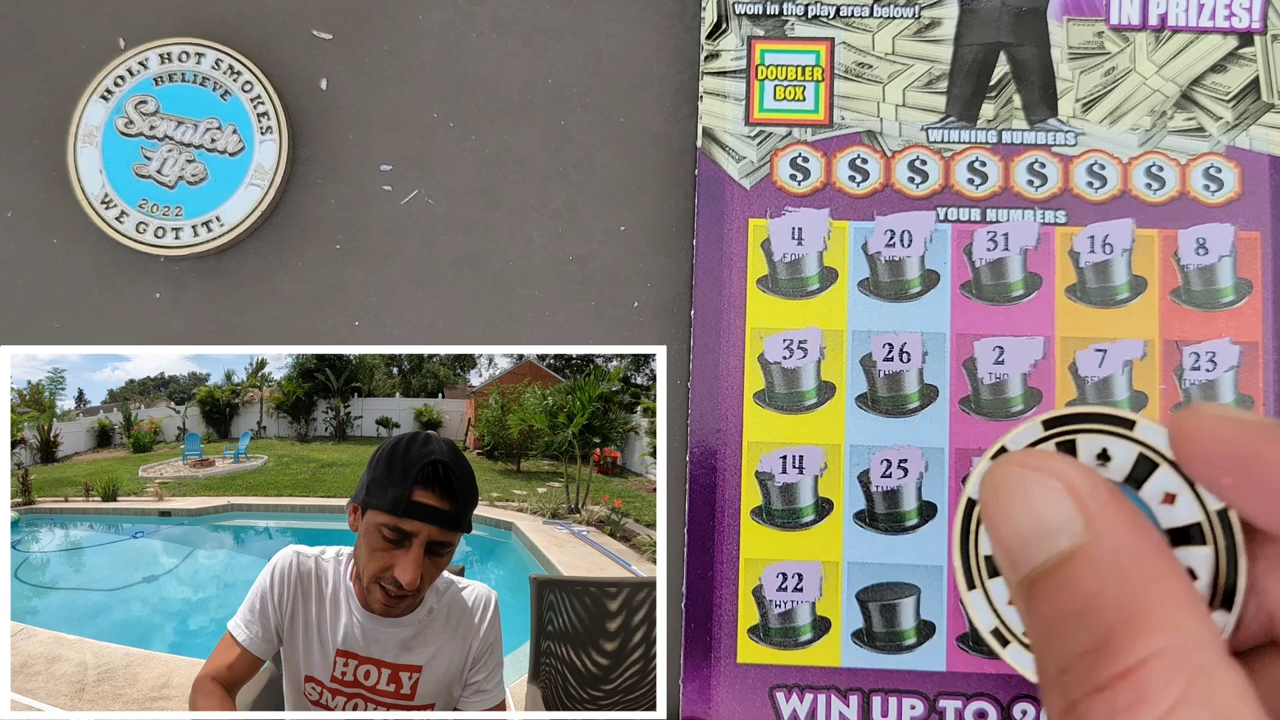 HOLY HOT SMOKES
BELIEVE
Scratch
Life
2022
WE GOT IT!
won in the play area below!
IN PRIZES!
DOUBLER
BOX
WINNING NUMBERS
$ $ $ $ $ $ $ $
YOUR NUMBERS
4 20 31 16 8
35 26 2 7 23
TWO
14 25
22
WIN UP TO
HOLY